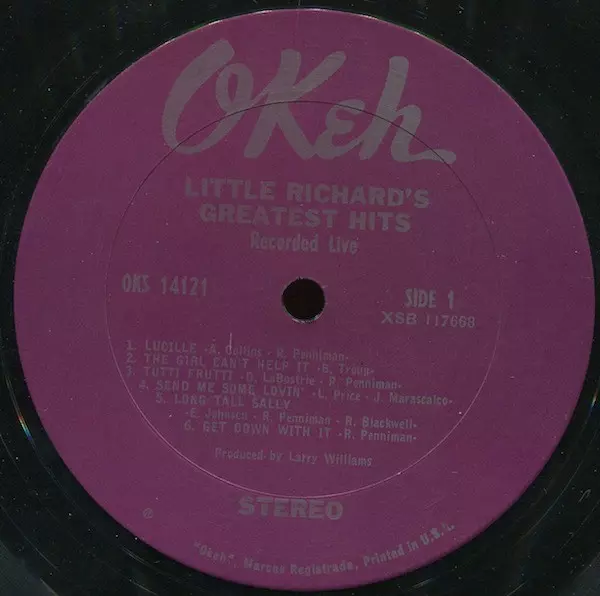 OKeh
LITTLE RICHARD'S
GREATEST HITS
Recorded Live
OKS 14121
SIDE 1
XSB 117668
1. LUCILLE -A. Collins - R. Penniman-
2. THE GIRL CAN'T HELP IT -B. Troup-
3. TUTTI FRUTTI -D. LaBostrie - R. Penniman-
4. SEND ME SOME LOVIN' -L. Price - J. Marascalco-
5. LONG TALL SALLY
-E. Johnson - R. Penniman - R. Blackwell-
6. GET DOWN WITH IT -R. Penniman-
Produced by Larry Williams
STEREO
"Okeh", Marcas Registrada, Printed in U.S.A.